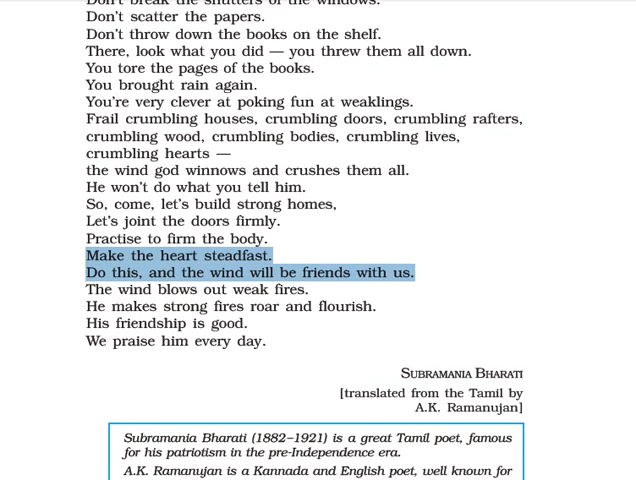 Don't break the shutters of the windows.
Don't scatter the papers.
Don't throw down the books on the shelf.
There, look what you did — you threw them all down.
You tore the pages of the books.
You brought rain again.
You're very clever at poking fun at weaklings.
Frail crumbling houses, crumbling doors, crumbling rafters,
crumbling wood, crumbling bodies, crumbling lives,
crumbling hearts —
the wind god winnows and crushes them all.
He won't do what you tell him.
So, come, let's build strong homes,
Let's joint the doors firmly.
Practise to firm the body.
Make the heart steadfast.
Do this, and the wind will be friends with us.
The wind blows out weak fires.
He makes strong fires roar and flourish.
His friendship is good.
We praise him every day.
SUBRAMANIA BHARATI
[translated from the Tamil by
A.K. Ramanujan]
Subramania Bharati (1882–1921) is a great Tamil poet, famous
for his patriotism in the pre-Independence era.
A.K. Ramanujan is a Kannada and English poet, well known for